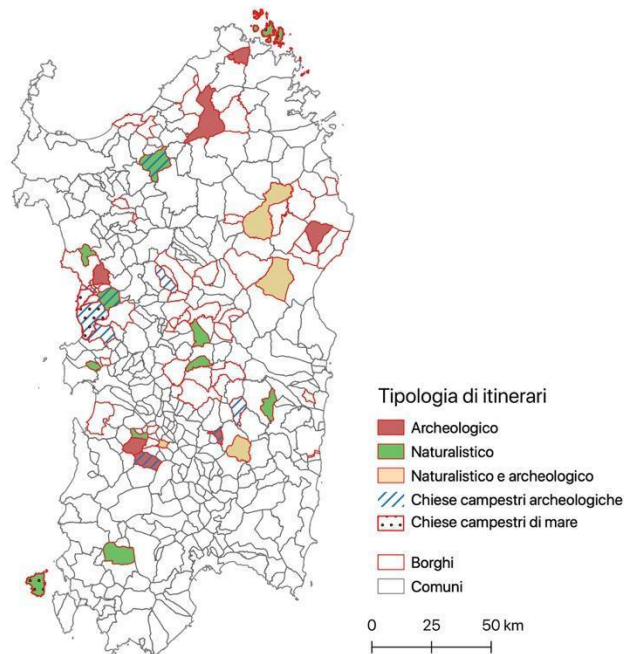 Tipologia di itinerari
Archeologico
Naturalistico
Naturalistico e archeologico
Chiese campestri archeologiche
Chiese campestri di mare
Borghi
Comuni
0 25 50 km